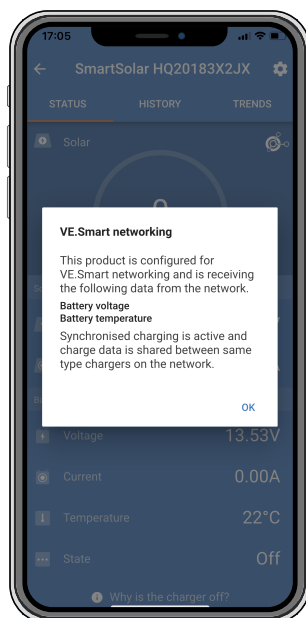 17:05
SmartSolar HQ20183X2JX
STATUS HISTORY TRENDS
Solar
VE.Smart networking
This product is configured for
VE.Smart networking and is receiving
the following data from the network.
Battery voltage
Battery temperature
Synchronised charging is active and
charge data is shared between same
type chargers on the network.
OK
Voltage 13.53V
Current 0.00A
Temperature 22°C
State Off
Why is the charger off?